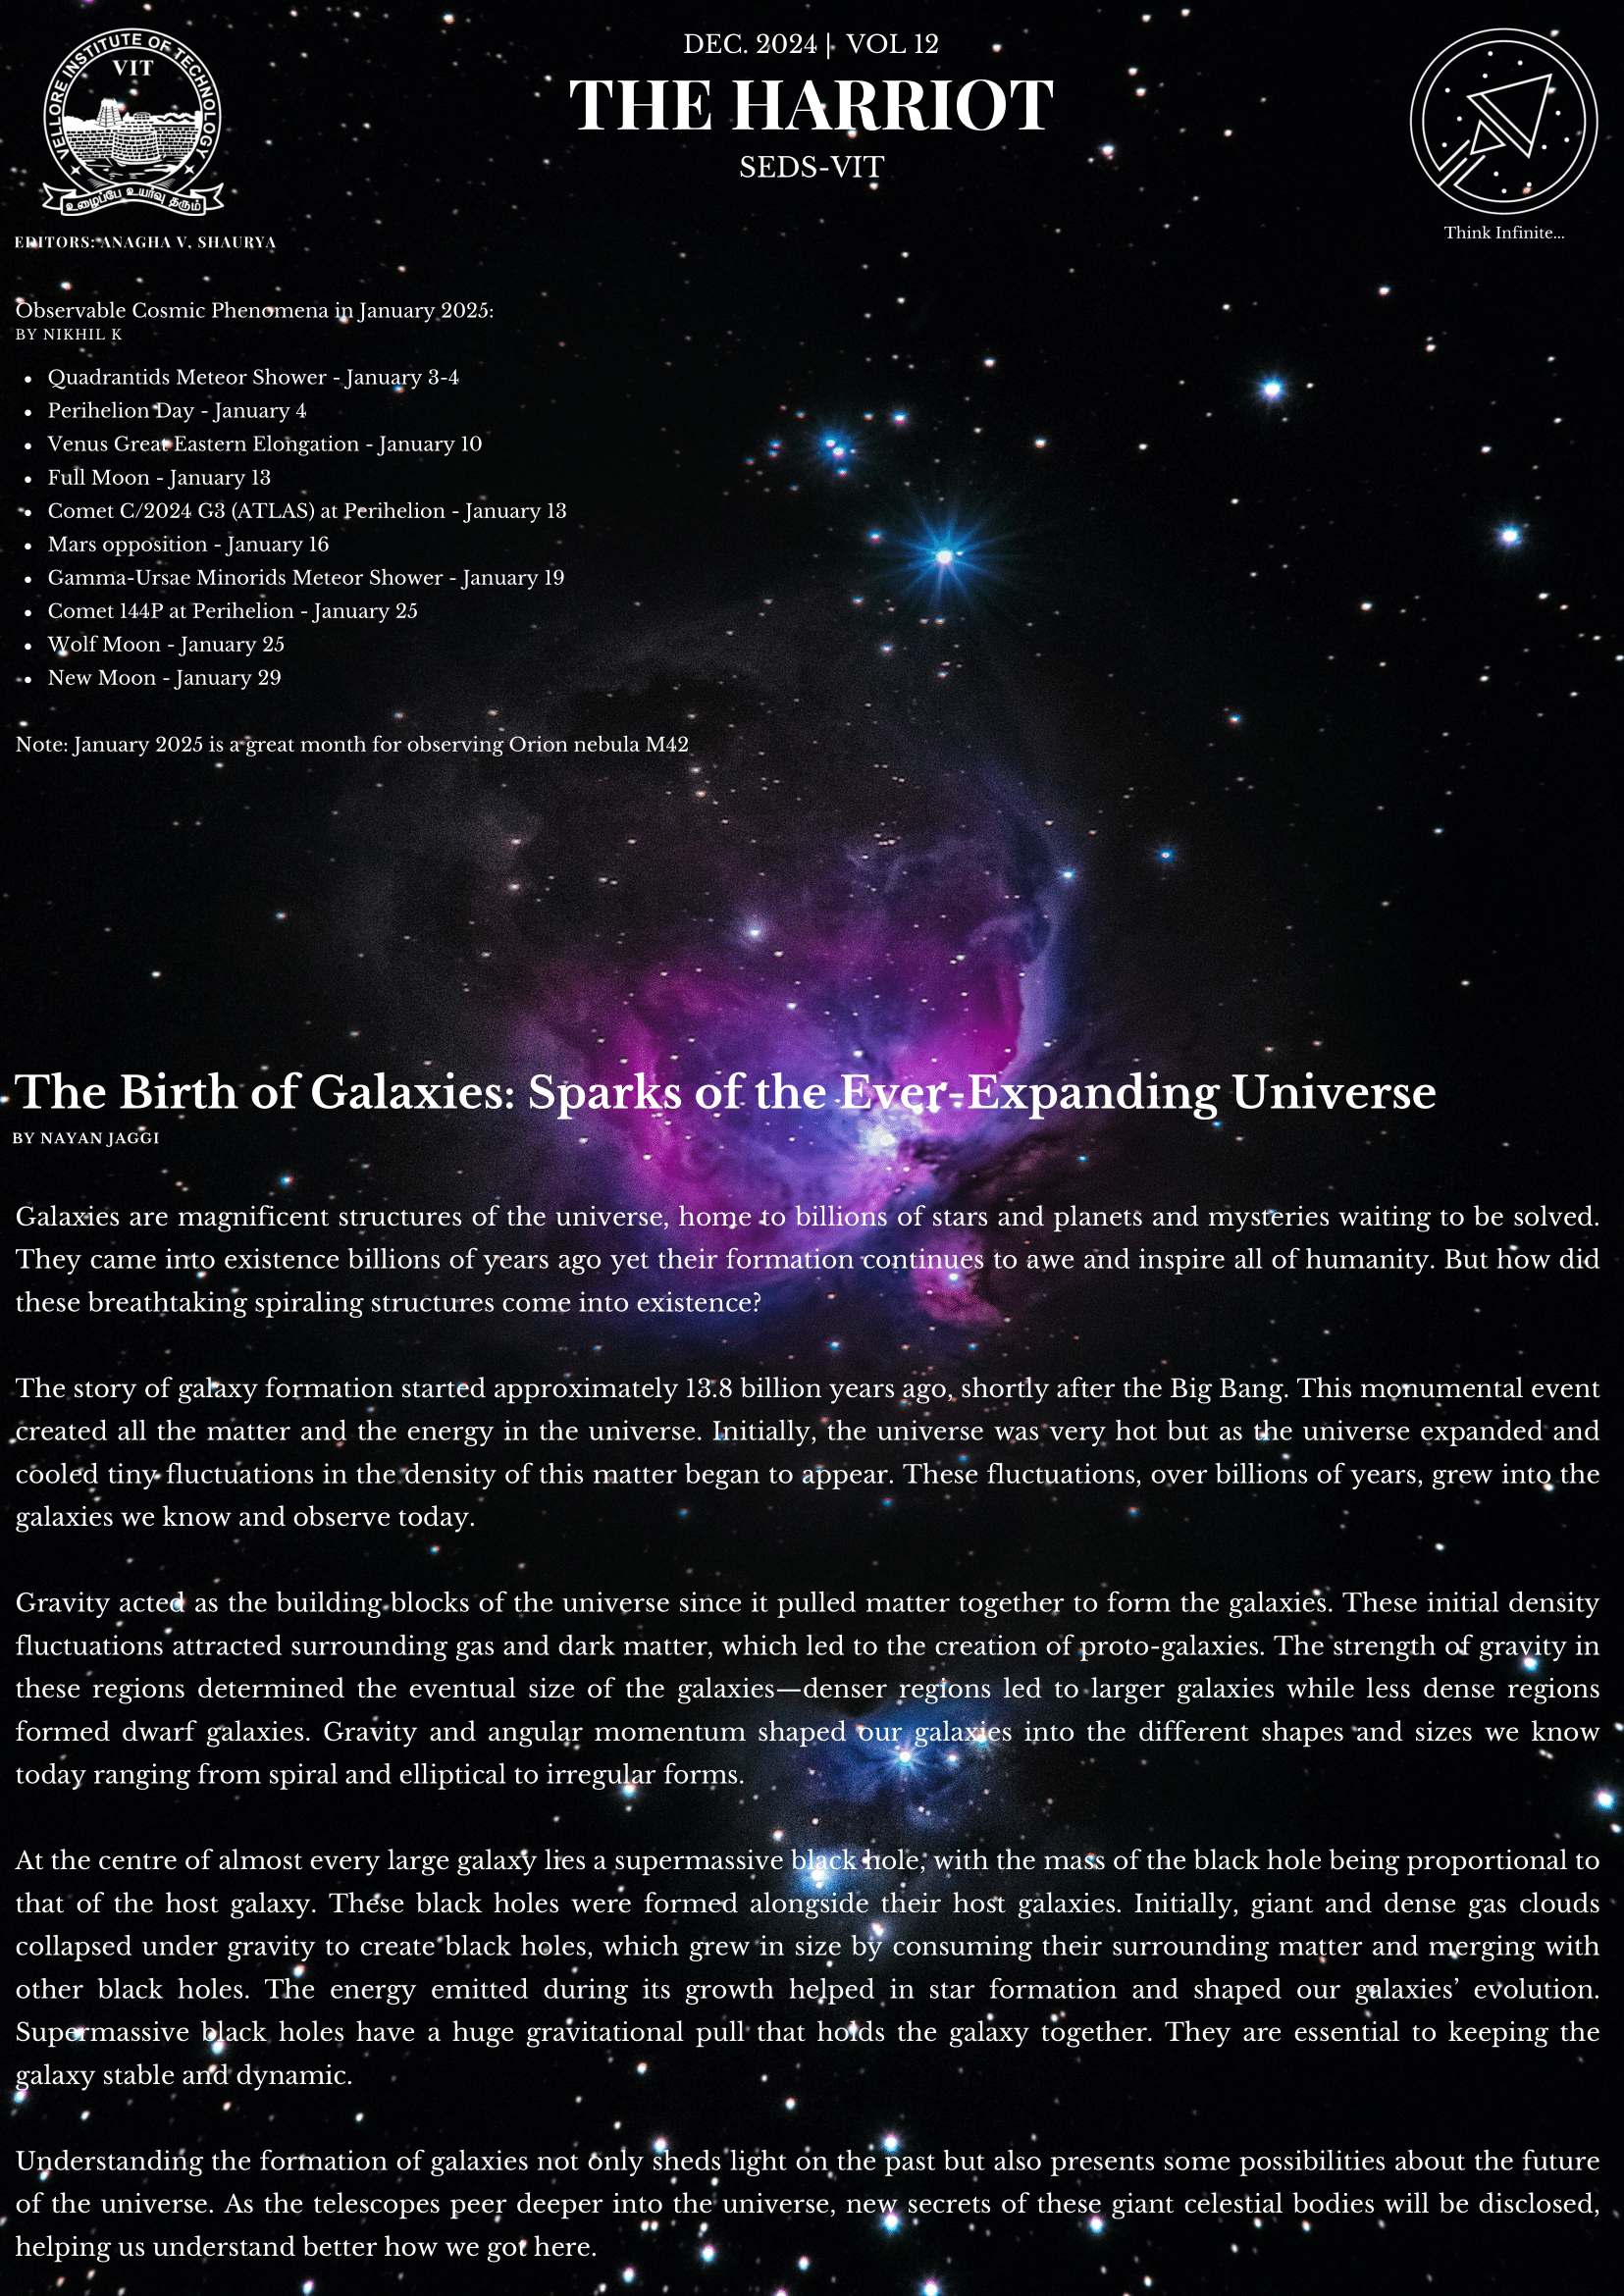 VELLORE INSTITUTE OF TECHNOLOGY
VIT
உழைப்பே உயர்வு தரும்
DEC. 2024 | VOL 12
THE HARRIOT
SEDS-VIT
Think Infinite...
EDITORS: ANAGHA V, SHAURYA
Observable Cosmic Phenomena in January 2025:
BY NIKHIL K
• Quadrantids Meteor Shower - January 3-4
• Perihelion Day - January 4
• Venus Great Eastern Elongation - January 10
• Full Moon - January 13
• Comet C/2024 G3 (ATLAS) at Perihelion - January 13
• Mars opposition - January 16
• Gamma-Ursae Minorids Meteor Shower - January 19
• Comet 144P at Perihelion - January 25
• Wolf Moon - January 25
• New Moon - January 29
Note: January 2025 is a great month for observing Orion nebula M42
The Birth of Galaxies: Sparks of the Ever-Expanding Universe
BY NAYAN JAGGI
Galaxies are magnificent structures of the universe, home to billions of stars and planets and mysteries waiting to be solved.
They came into existence billions of years ago yet their formation continues to awe and inspire all of humanity. But how did
these breathtaking spiraling structures come into existence?
The story of galaxy formation started approximately 13.8 billion years ago, shortly after the Big Bang. This monumental event
created all the matter and the energy in the universe. Initially, the universe was very hot but as the universe expanded and
cooled tiny fluctuations in the density of this matter began to appear. These fluctuations, over billions of years, grew into the
galaxies we know and observe today.
Gravity acted as the building blocks of the universe since it pulled matter together to form the galaxies. These initial density
fluctuations attracted surrounding gas and dark matter, which led to the creation of proto-galaxies. The strength of gravity in
these regions determined the eventual size of the galaxies—denser regions led to larger galaxies while less dense regions
formed dwarf galaxies. Gravity and angular momentum shaped our galaxies into the different shapes and sizes we know
today ranging from spiral and elliptical to irregular forms.
At the centre of almost every large galaxy lies a supermassive black hole, with the mass of the black hole being proportional to
that of the host galaxy. These black holes were formed alongside their host galaxies. Initially, giant and dense gas clouds
collapsed under gravity to create black holes, which grew in size by consuming their surrounding matter and merging with
other black holes. The energy emitted during its growth helped in star formation and shaped our galaxies’ evolution.
Supermassive black holes have a huge gravitational pull that holds the galaxy together. They are essential to keeping the
galaxy stable and dynamic.
Understanding the formation of galaxies not only sheds light on the past but also presents some possibilities about the future
of the universe. As the telescopes peer deeper into the universe, new secrets of these giant celestial bodies will be disclosed,
helping us understand better how we got here.